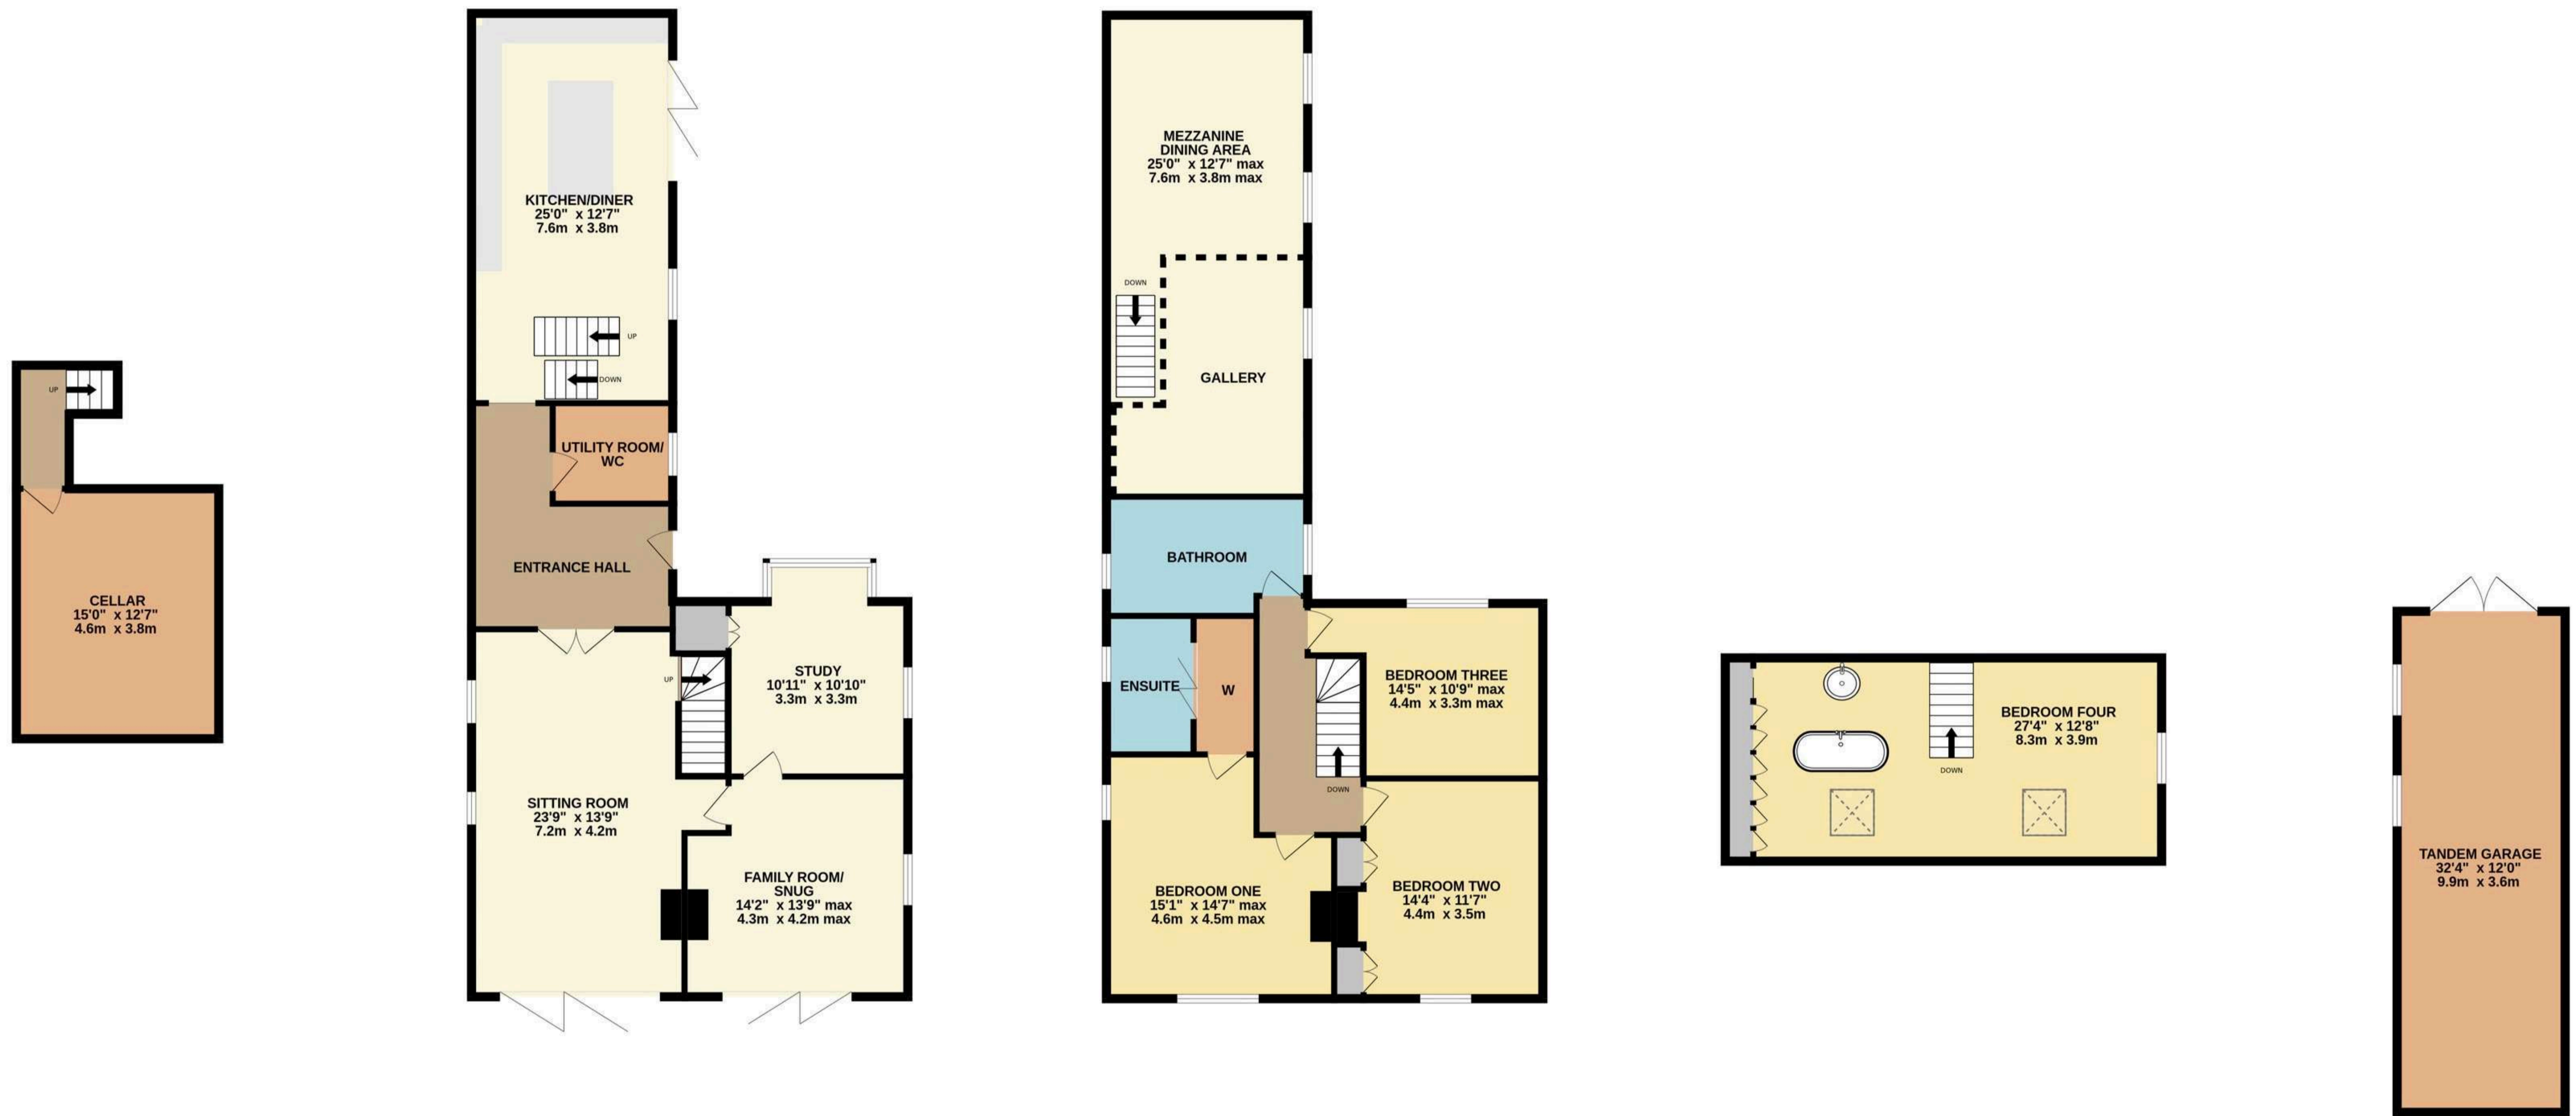 UP
CELLAR
15'0" x 12'7"
4.6m x 3.8m
KITCHEN/DINER
25'0" x 12'7"
7.6m x 3.8m
UP
DOWN
UTILITY ROOM/
WC
ENTRANCE HALL
UP
STUDY
10'11" x 10'10"
3.3m x 3.3m
SITTING ROOM
23'9" x 13'9"
7.2m x 4.2m
FAMILY ROOM/
SNUG
14'2" x 13'9" max
4.3m x 4.2m max
MEZZANINE
DINING AREA
25'0" x 12'7" max
7.6m x 3.8m max
DOWN
GALLERY
BATHROOM
ENSUITE
W
BEDROOM THREE
14'5" x 10'9" max
4.4m x 3.3m max
DOWN
BEDROOM ONE
15'1" x 14'7" max
4.6m x 4.5m max
BEDROOM TWO
14'4" x 11'7"
4.4m x 3.5m
BEDROOM FOUR
27'4" x 12'8"
8.3m x 3.9m
DOWN
TANDEM GARAGE
32'4" x 12'0"
9.9m x 3.6m